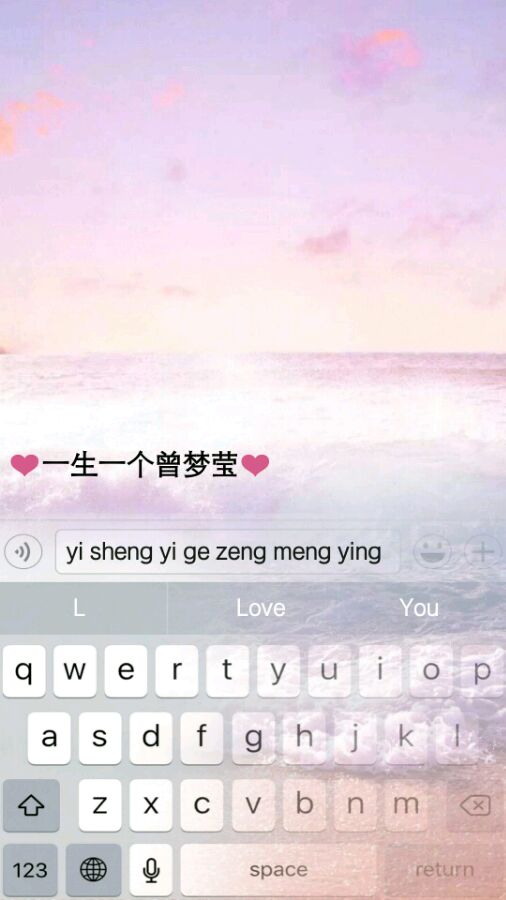 ❤一生一个曾梦莹❤
yi sheng yi ge zeng meng ying
L Love You
q w e r t y u i o p
a s d f g h j k l
z x c v b n m
123 space return